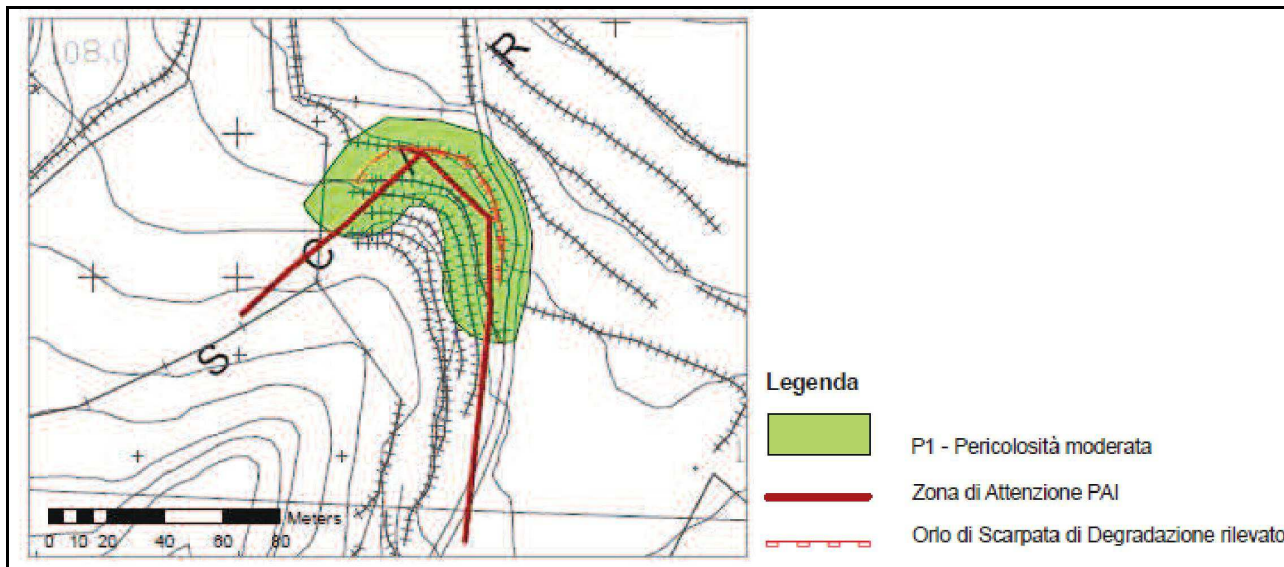 08,0
R
A
C
S
Meters
0 10 20 40 60 80
Legenda
P1 - Pericolosità moderata
Zona di Attenzione PAI
Orlo di Scarpata di Degradazione rilevato